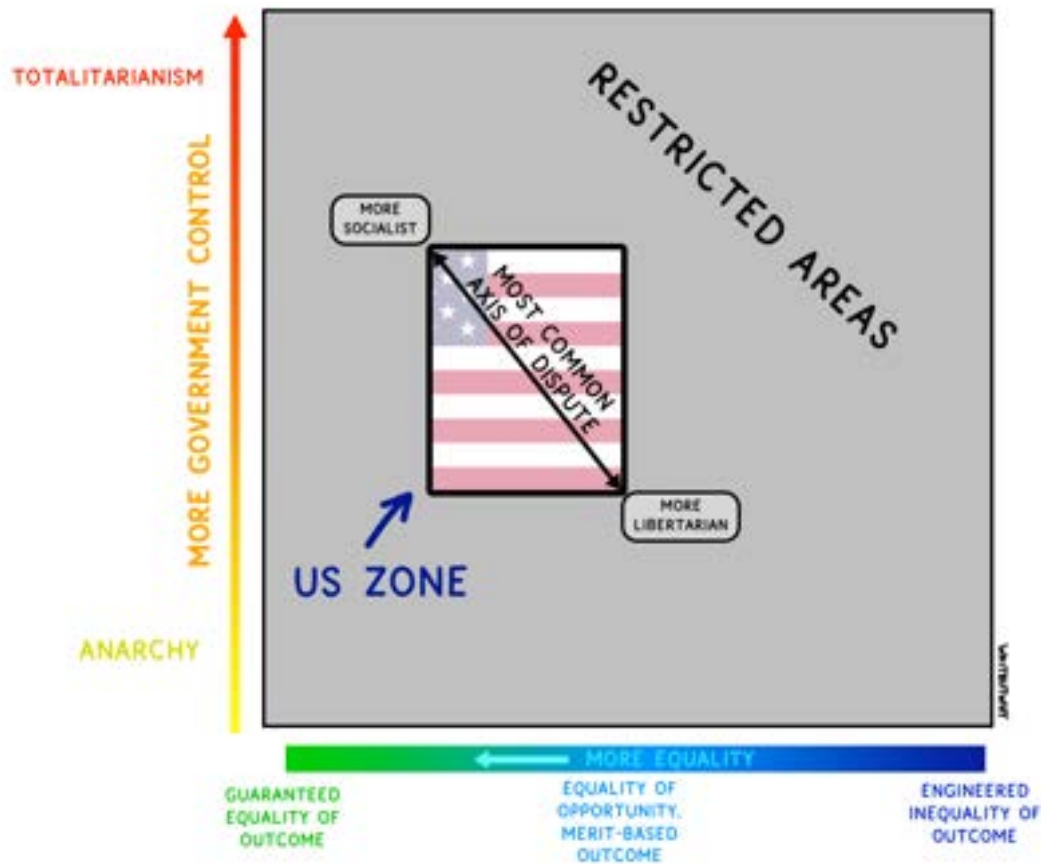 TOTALITARIANISM
MORE GOVERNMENT CONTROL
ANARCHY
RESTRICTED AREAS
MORE
SOCIALIST
MOST COMMON
AXIS OF DISPUTE
MORE
LIBERTARIAN
US ZONE
WAITBUTWHY
MORE EQUALITY
GUARANTEED
EQUALITY OF
OUTCOME
EQUALITY OF
OPPORTUNITY,
MERIT-BASED
OUTCOME
ENGINEERED
INEQUALITY OF
OUTCOME